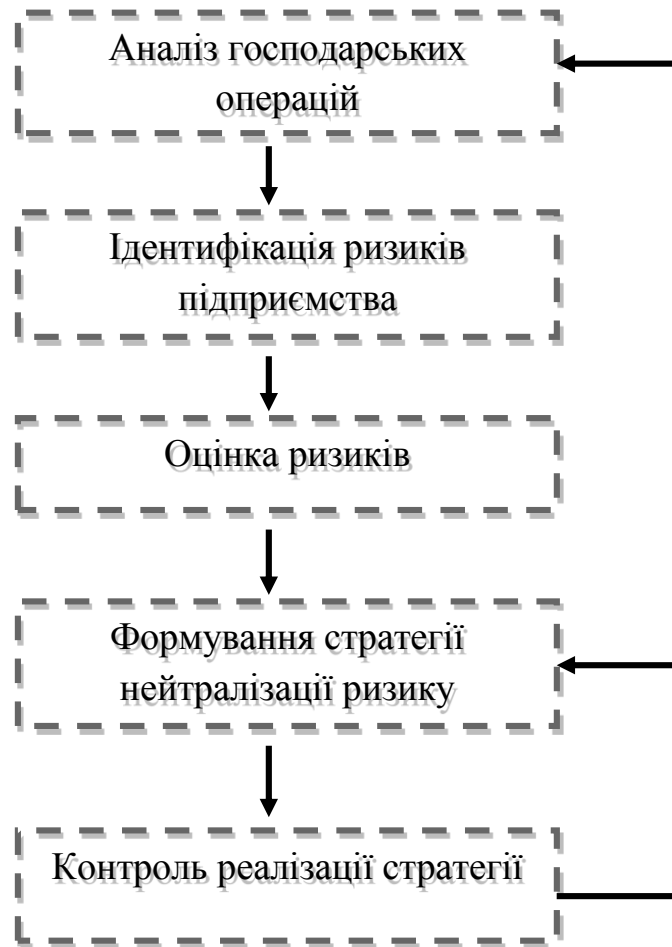 Аналіз господарських
операцій
Ідентифікація ризиків
підприємства
Оцінка ризиків
Формування стратегії
нейтралізації ризику
Контроль реалізації стратегії